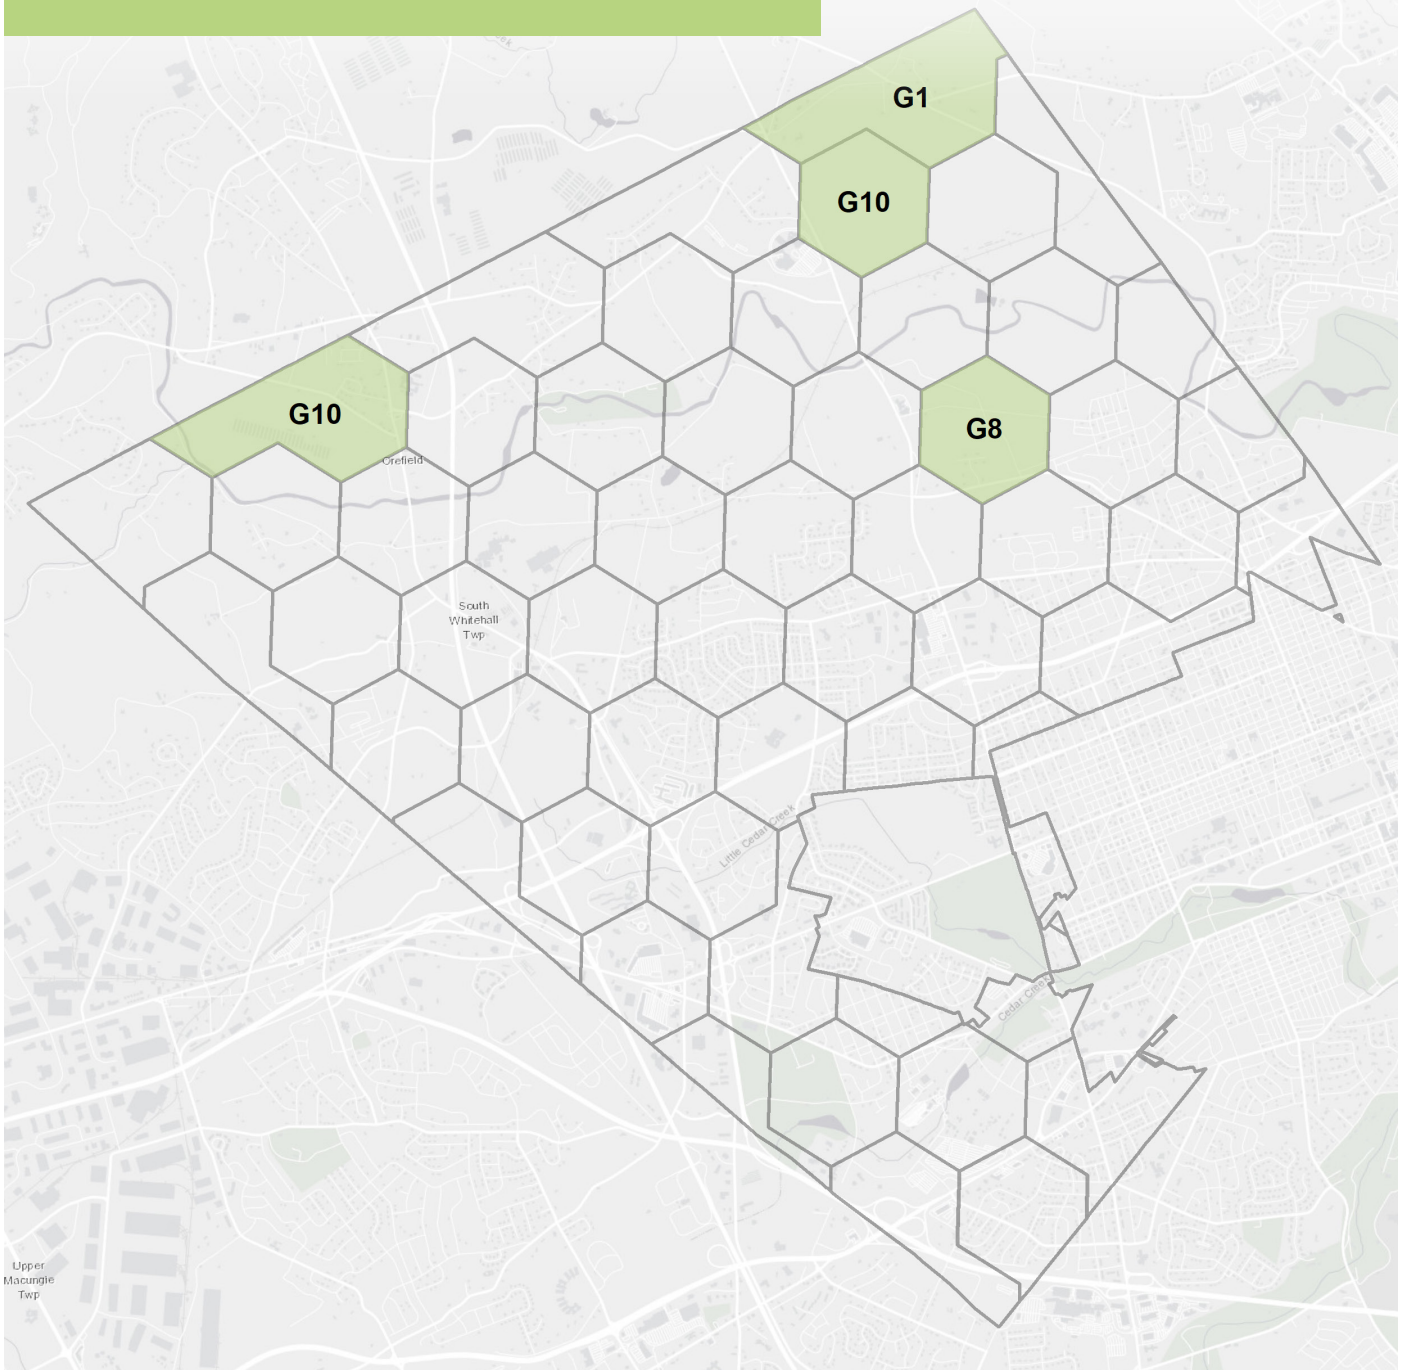 G1
G10
G10
G8
Orefield
South
Whitehall
Twp
Little Cedar Creek
Cedar Creek
Upper
Macungie
Twp